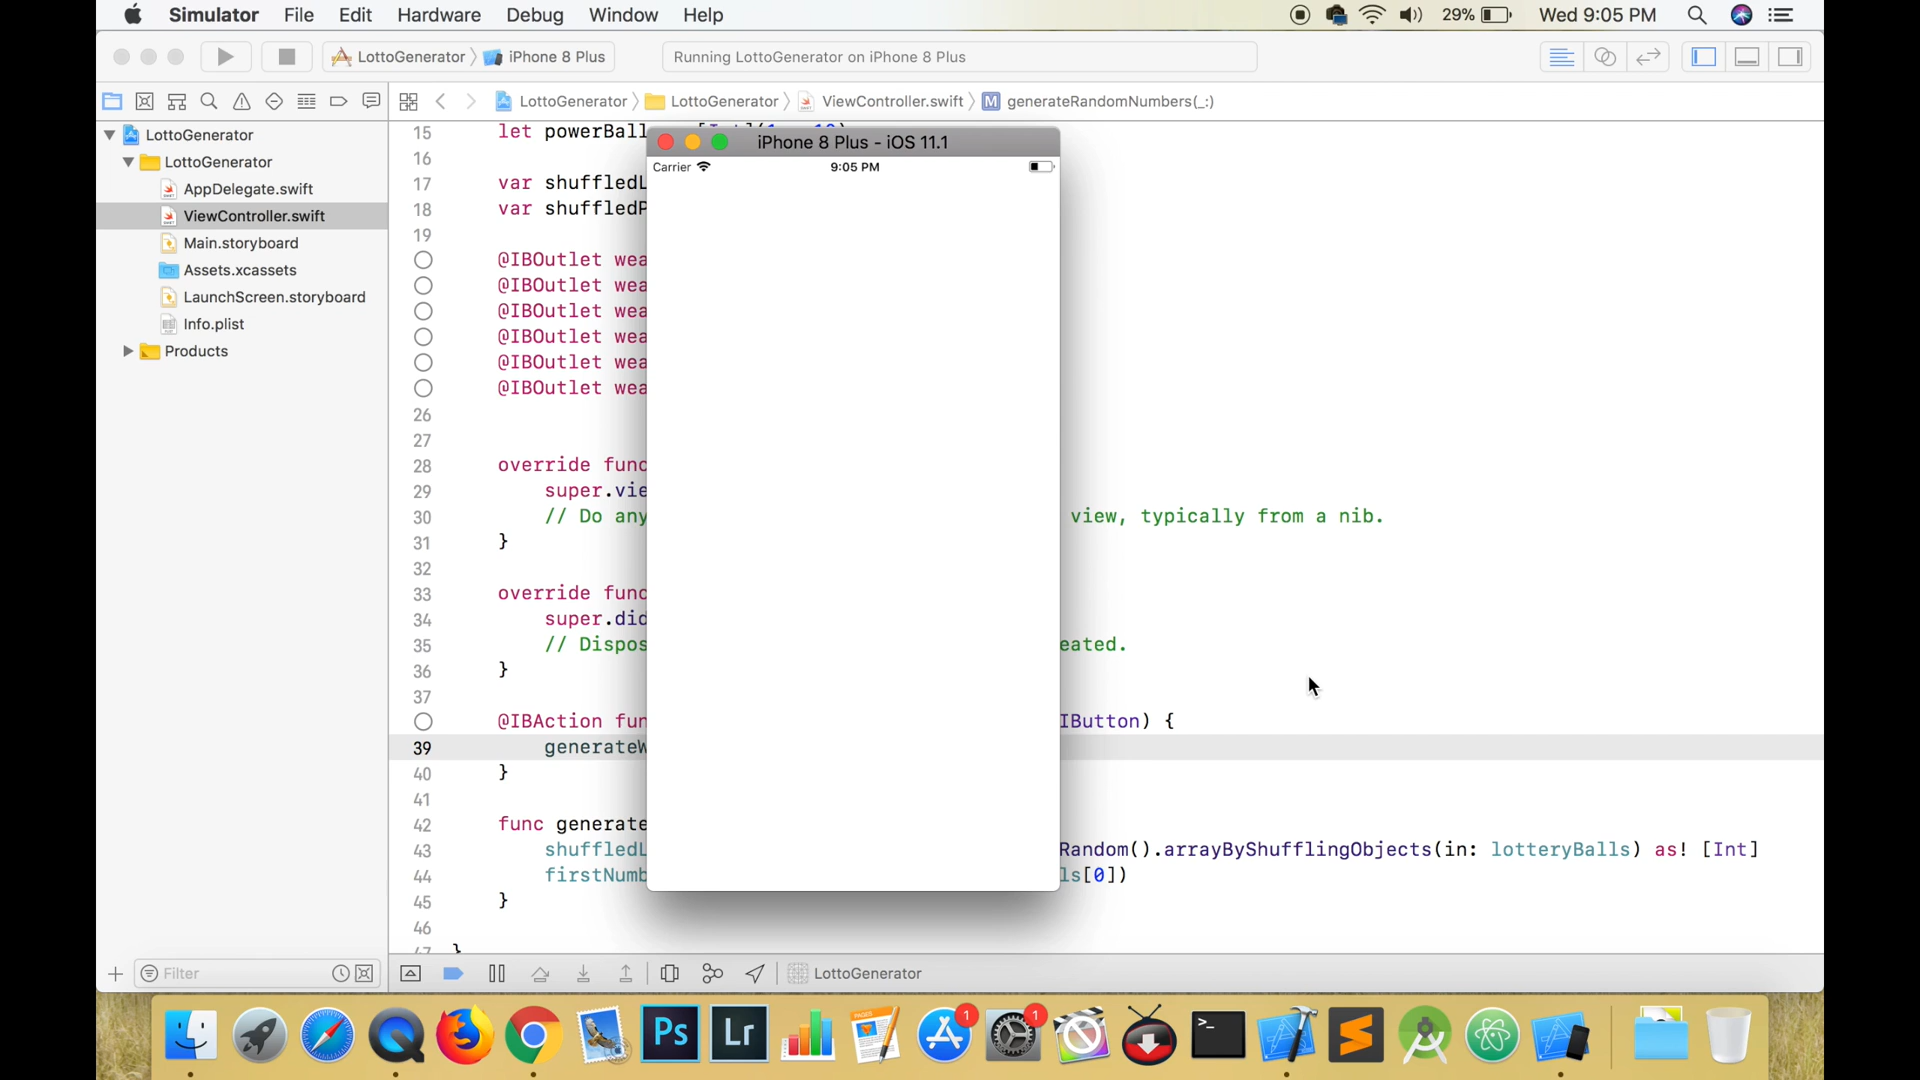 Simulator File Edit Hardware Debug Window Help 29% Wed 9:05 PM
LottoGenerator iPhone 8 Plus Running LottoGenerator on iPhone 8 Plus
LottoGenerator LottoGenerator ViewController.swift M generateRandomNumbers(_:)
LottoGenerator
LottoGenerator
AppDelegate.swift
ViewController.swift
Main.storyboard
Assets.xcassets
LaunchScreen.storyboard
Info.plist
Products
15 let powerBall
16
17 var shuffledL
18 var shuffledP
19
@IBOutlet wea
@IBOutlet wea
@IBOutlet wea
@IBOutlet wea
@IBOutlet wea
@IBOutlet wea
26
27
28 override func
29 super.vie
30 // Do any view, typically from a nib.
31 }
32
33 override func
34 super.did
35 // Dispos eated.
36 }
37
@IBAction fun IButton) {
39 generateW
40 }
41
42 func generate
43 shuffledL Random().arrayByShufflingObjects(in: lotteryBalls) as! [Int]
44 firstNumb ls[0])
45 }
46
47 }
iPhone 8 Plus - iOS 11.1
Carrier 9:05 PM
Filter LottoGenerator
Ps Lr PAGES 1 1 >_